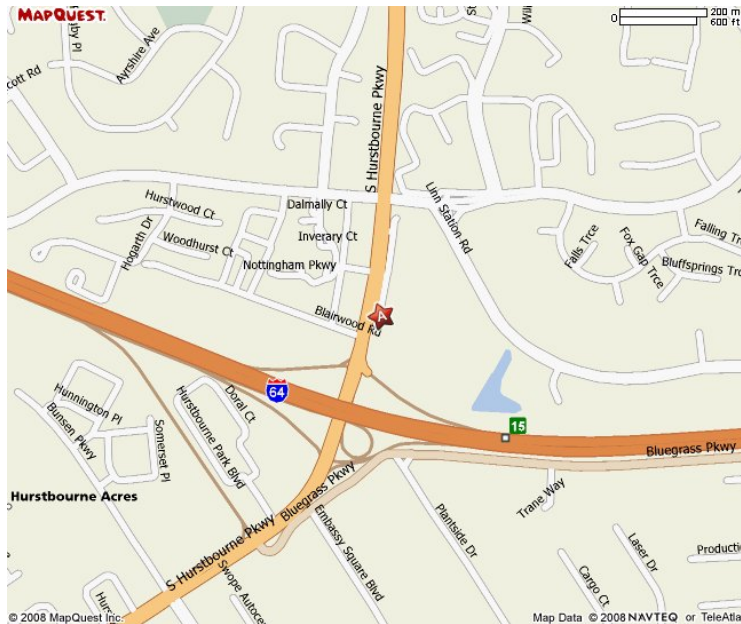 MAPQUEST.
200 m
0
600 ft
Ayrshire Ave
cott Rd
S Hurstbourne Pkwy
Hurstwood Ct
Dalmally Ct
Linn Station Rd
Hogarth Dr
Woodhurst Ct
Inverary Ct
Nottingham Pkwy
Falls Trce
Fox Gap Trce
Falling Tr
Bluffsprings Trc
Blairwood Rd
A
64
15
Hunnington Pl
Bunsen Pkwy
Somerset Pl
Doral Ct
Hurstbourne Park Blvd
Bluegrass Pkwy
Hurstbourne Acres
Bluegrass Pkwy
Trane Way
S Hurstbourne Pkwy
Embassy Square Blvd
Plantside Dr
Laser Dr
Cargo Ct
Productio
Swope Autoce
Hurs
© 2008 MapQuest Inc.
Map Data © 2008 NAVTEQ or TeleAtla